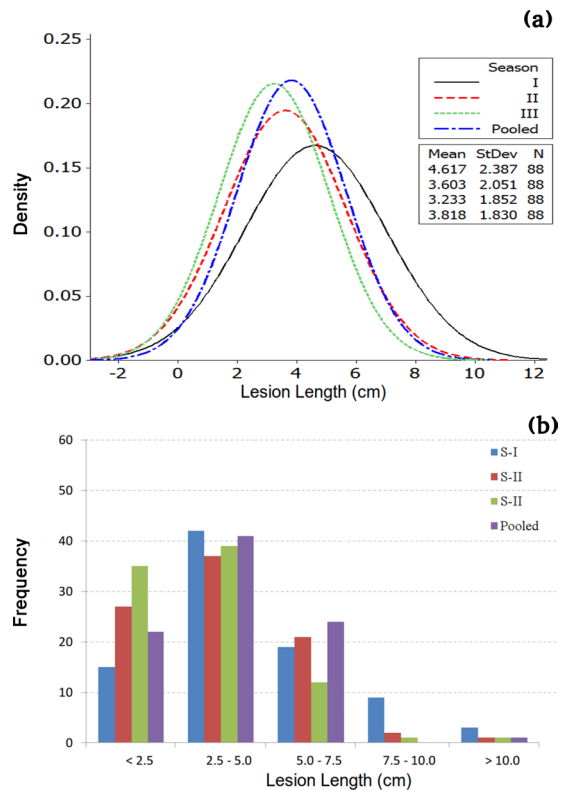 (a)
0.25
0.20
0.15
0.10
0.05
0.00
Density
Season
I
II
III
Pooled
Mean StDev N
4.617 2.387 88
3.603 2.051 88
3.233 1.852 88
3.818 1.830 88
-2 0 2 4 6 8 10 12
Lesion Length (cm)
(b)
60
50
40
30
20
10
0
Frequency
S-I
S-II
S-II
Pooled
< 2.5 2.5 - 5.0 5.0 - 7.5 7.5 - 10.0 > 10.0
Lesion Length (cm)